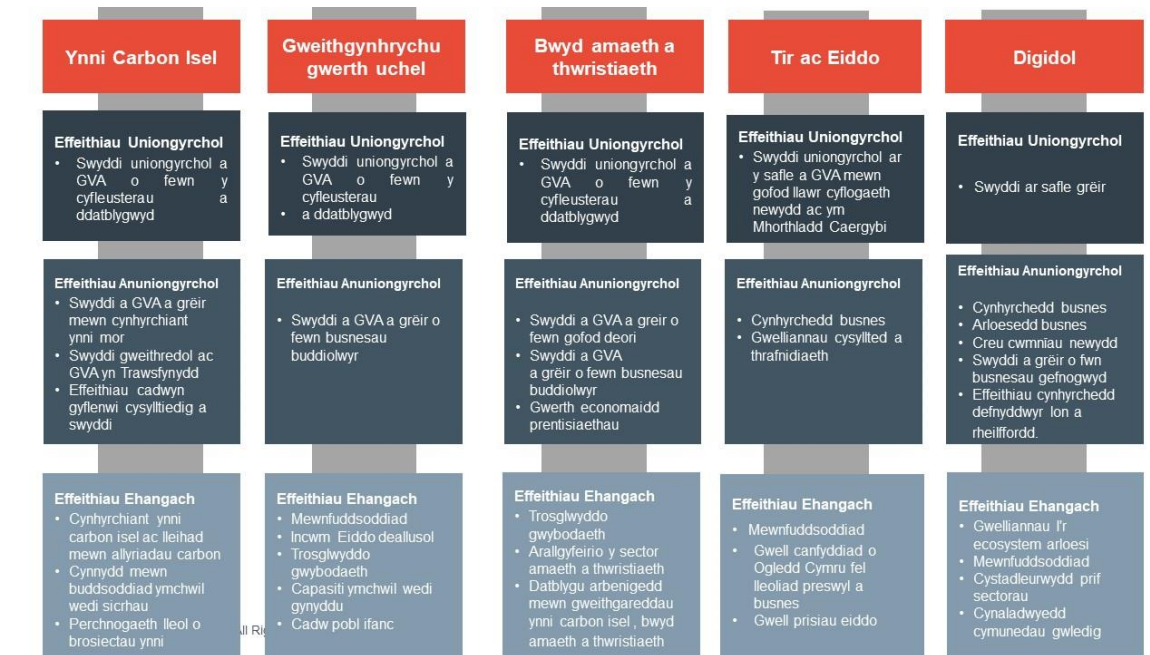 Ynni Carbon Isel
Effeithiau Uniongyrchol
• Swyddi uniongyrchol a
GVA o fewn y
cyfleusterau a
ddatblygwyd
Effeithiau Anuniongyrchol
• Swyddi a GVA a grëir
mewn cynhyrchiant
ynni mor
• Swyddi gweithredol ac
GVA yn Trawsfynydd
• Effeithiau cadwyn
gyflenwi cysylltiedig a
swyddi
Effeithiau Ehangach
• Cynhyrchiant ynni
carbon isel ac lleihad
mewn allyriadau carbon
• Cynnydd mewn
buddsoddiad ymchwil
wedi sicrhau
• Perchnogaeth lleol o
brosiectau ynni
Gweithgynhrychu
gwerth uchel
Effeithiau Uniongyrchol
• Swyddi uniongyrchol a
GVA o fewn y
cyfleusterau
• a ddatblygwyd
Effeithiau Anuniongyrchol
• Swyddi a GVA a grëir o
fewn busnesau
buddiolwyr
Effeithiau Ehangach
• Mewnfuddsoddiad
• Incwm Eiddo deallusol
• Trosglwyddo
gwybodaeth
• Capasiti ymchwil wedi
gynyddu
• Cadw pobl ifanc
Bwyd amaeth a
thwristiaeth
Effeithiau Uniongyrchol
• Swyddi uniongyrchol a
GVA o fewn y
cyfleusterau a
ddatblygwyd
Effeithiau Anuniongyrchol
• Swyddi a GVA a greir o
fewn gofod deori
• Swyddi a GVA
a grëir o fewn busnesau
buddiolwyr
• Gwerth economaidd
prentisiaethau
Effeithiau Ehangach
• Trosglwyddo
gwybodaeth
• Arallgyfeirio y sector
amaeth a thwristiaeth
• Datblygu arbenigedd
mewn gweithgareddau
ynni carbon isel , bwyd
amaeth a thwristiaeth
Tir ac Eiddo
Effeithiau Uniongyrchol
• Swyddi uniongyrchol ar
y safle a GVA mewn
gofod llawr cyflogaeth
newydd ac ym
Mhorthladd Caergybi
Effeithiau Anuniongyrchol
• Cynhyrchedd busnes
• Gwelliannau cysyllted a
thrafnidiaeth
Effeithiau Ehangach
• Mewnfuddsoddiad
• Gwell canfyddiad o
Ogledd Cymru fel
lleoliad preswyl a
busnes
• Gwell prisiau eiddo
Digidol
Effeithiau Uniongyrchol
• Swyddi ar safle grëir
Effeithiau Anuniongyrchol
• Cynhyrchedd busnes
• Arloesedd busnes
• Creu cwmnïau newydd
• Swyddi a grëir o fwn
busnesau gefnogwyd
• Effeithiau cynhyrchedd
defnyddwyr lon a
rheilffordd.
Effeithiau Ehangach
• Gwelliannau I'r
ecosystem arloesi
• Mewnfuddsoddiad
• Cystadleurwydd prif
sectorau
• Cynaladwyedd
cymunedau gwledig